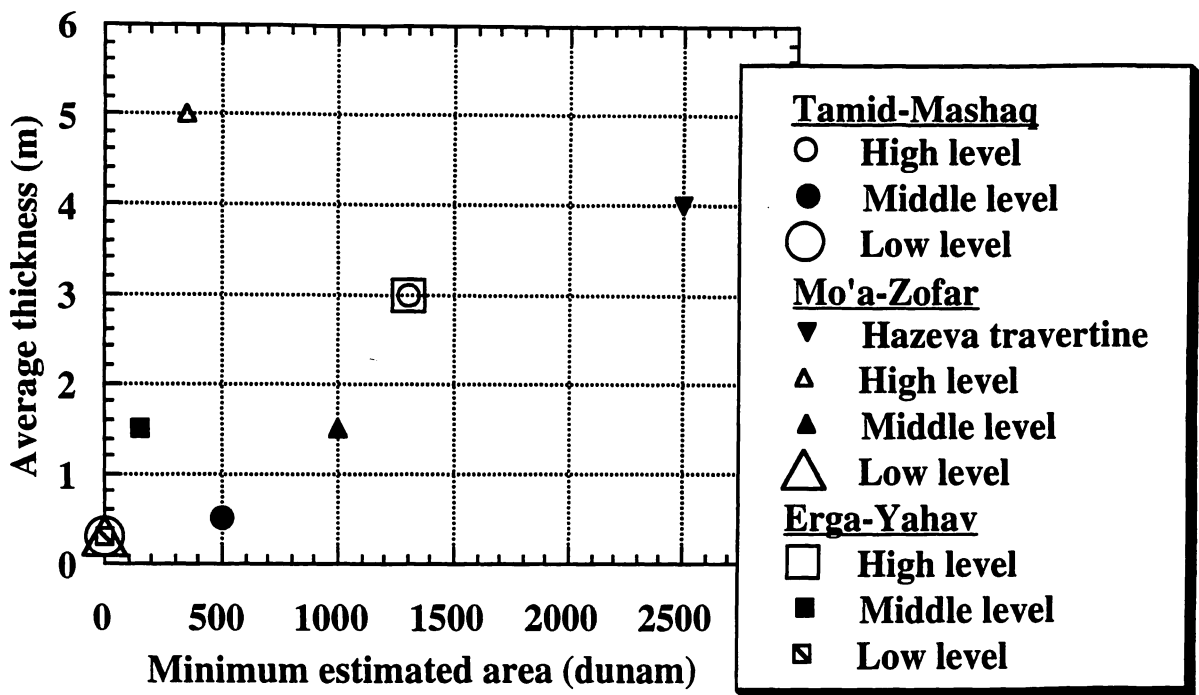 6
5
4
3
2
1
0
Average thickness (m)
0 500 1000 1500 2000 2500
Minimum estimated area (dunam)
Tamid-Mashaq
High level
Middle level
Low level
Mo'a-Zofar
Hazeva travertine
High level
Middle level
Low level
Erga-Yahav
High level
Middle level
Low level